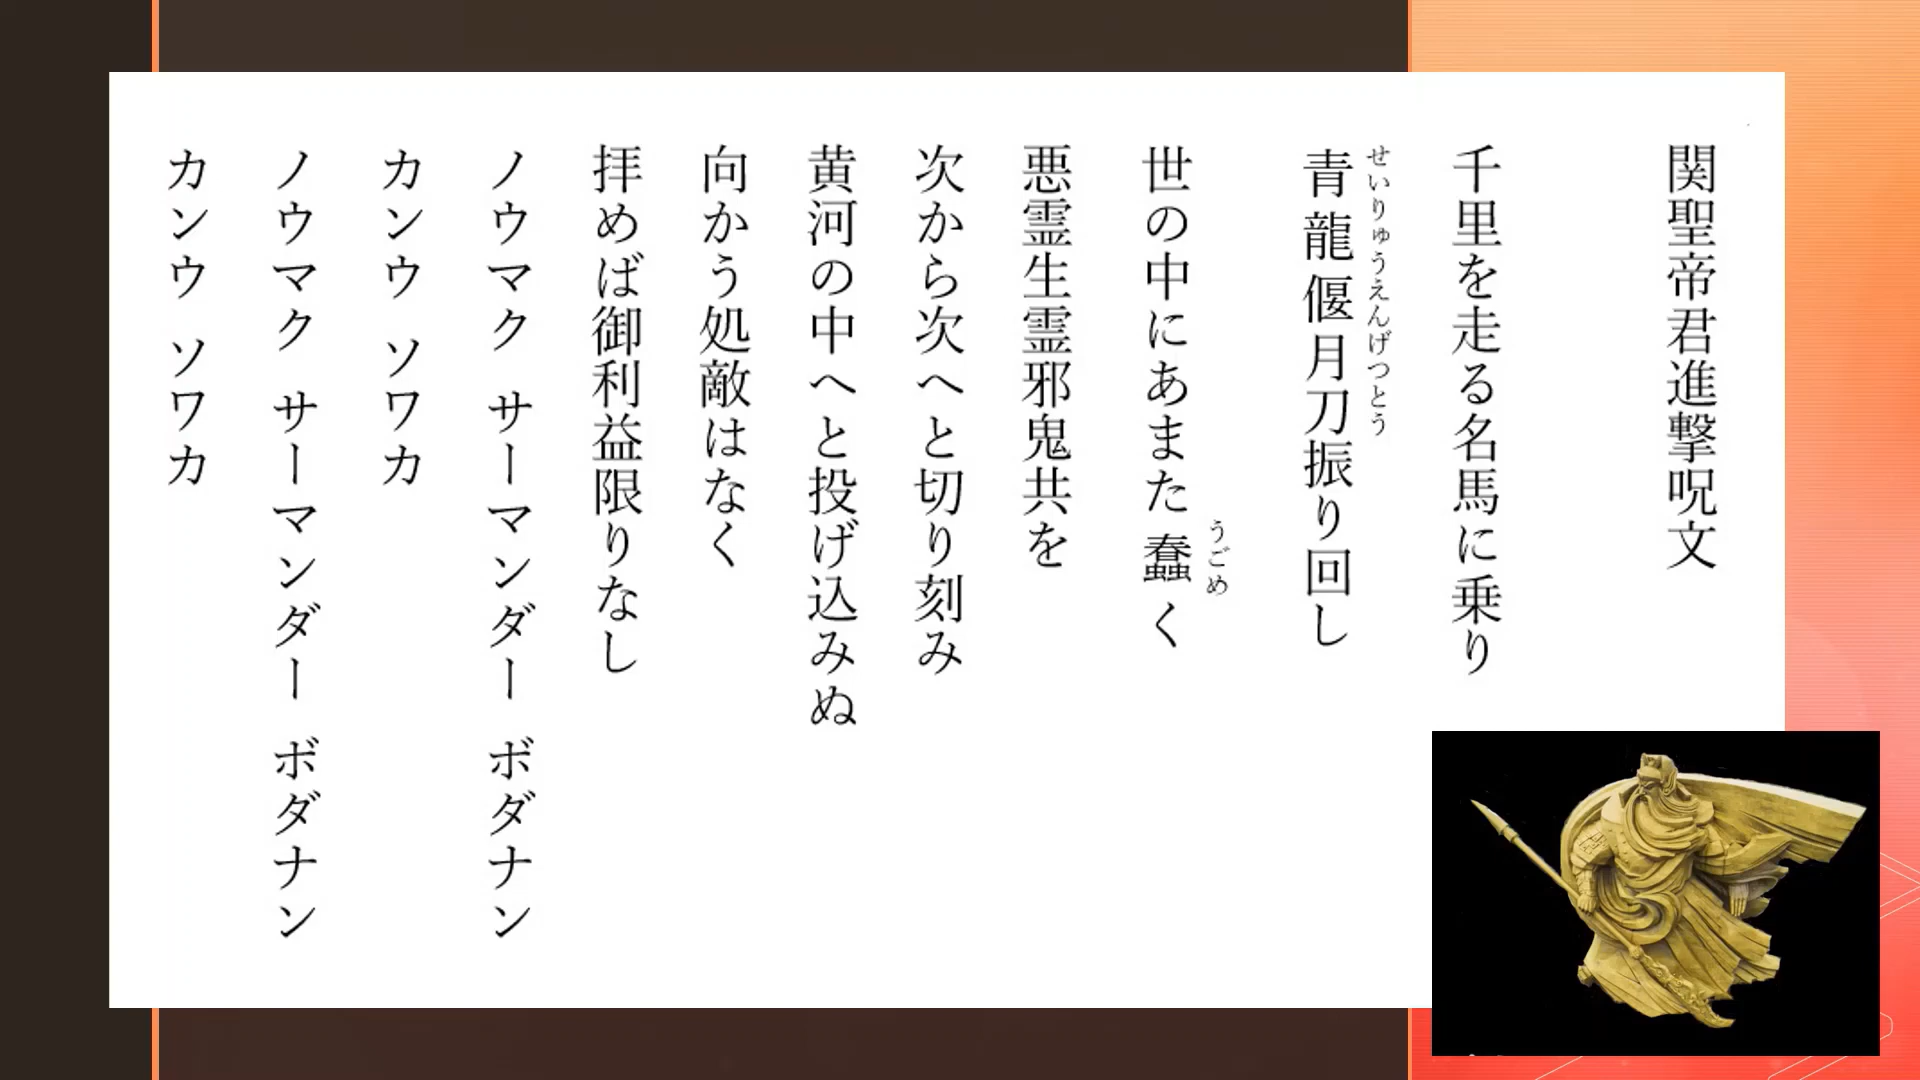 関聖帝君進撃呪文
千里を走る名馬に乗り
せいりゅうえんげつとう
青龍偃月刀振り回し
うごめ
世の中にあまた蠢く
悪霊生霊邪鬼共を
次から次へと切り刻み
黄河の中へと投げ込みぬ
向かう処敵はなく
拝めば御利益限りなし
ノウマク サーマンダー ボダナン
カンウ ソワカ
ノウマク サーマンダー ボダナン
カンウ ソワカ